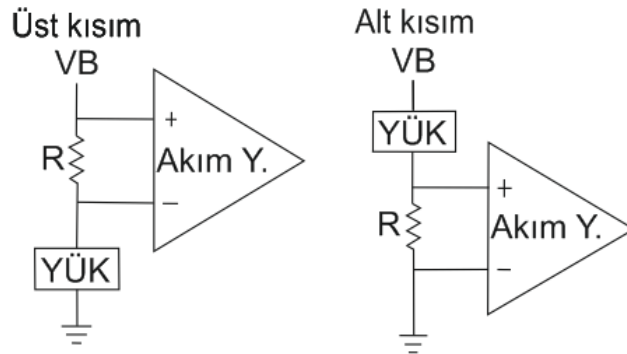 Üst kısım
VB
+
R
Akım Y.
−
YÜK
Alt kısım
VB
YÜK
+
R
Akım Y.
−